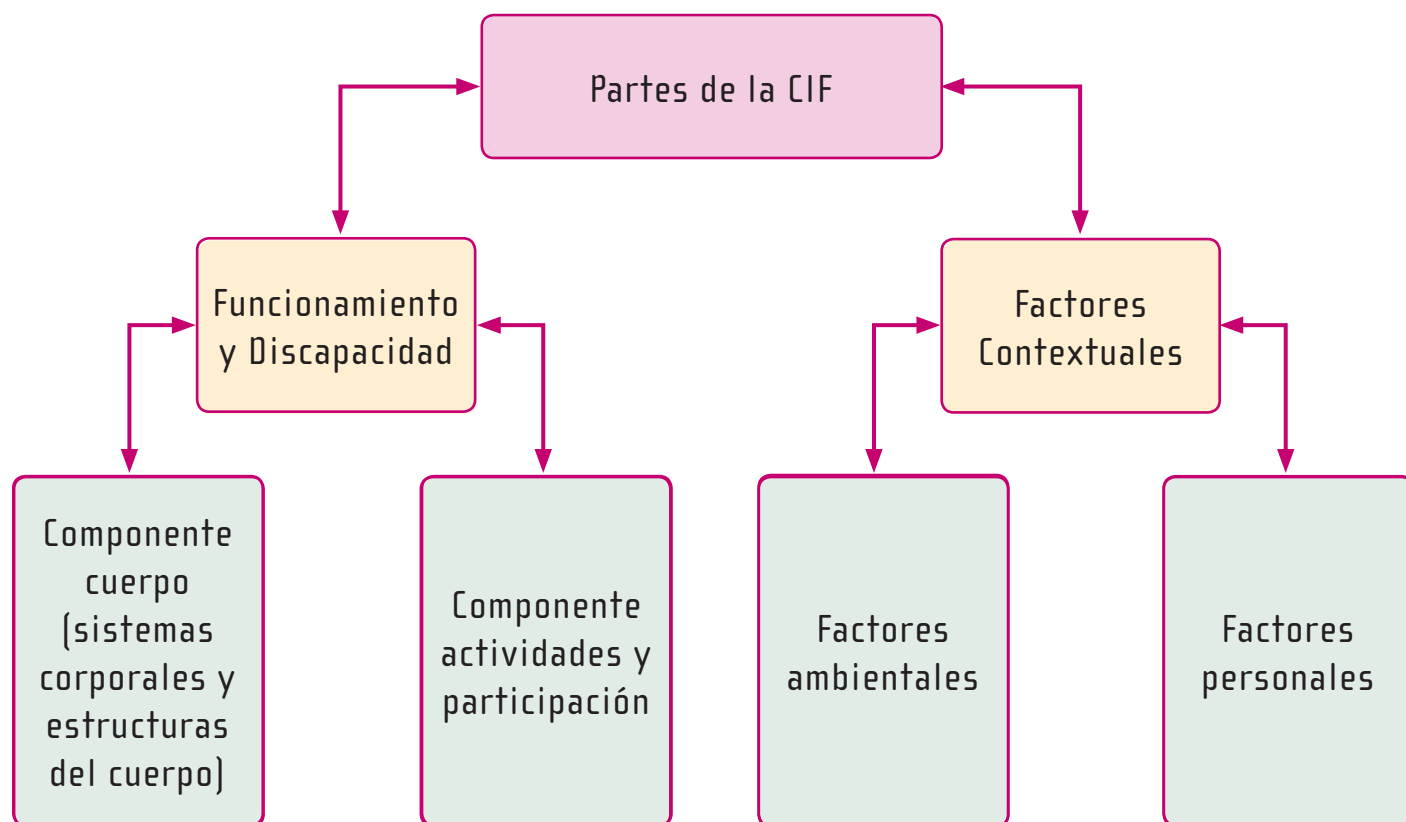 Partes de la CIF
Funcionamiento
y Discapacidad
Factores
Contextuales
Componente
cuerpo
(sistemas
corporales y
estructuras
del cuerpo)
Componente
actividades y
participación
Factores
ambientales
Factores
personales